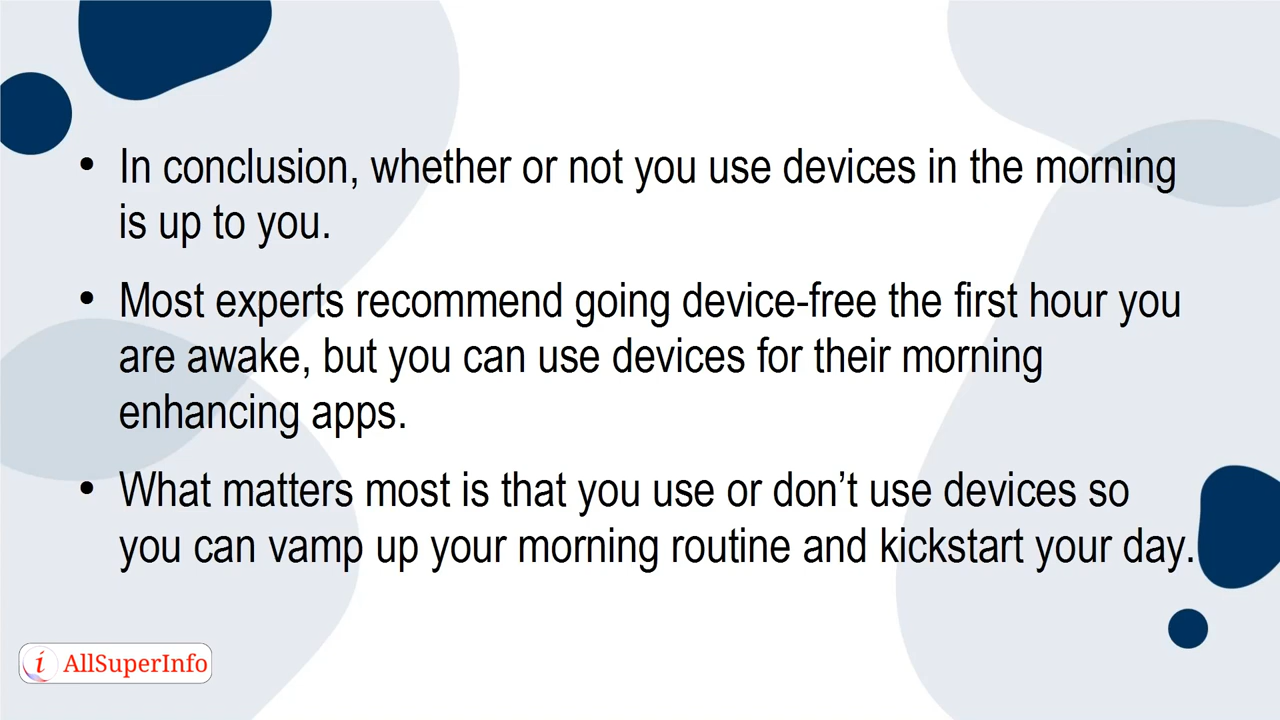 • In conclusion, whether or not you use devices in the morning
is up to you.
• Most experts recommend going device-free the first hour you
are awake, but you can use devices for their morning
enhancing apps.
• What matters most is that you use or don’t use devices so
you can vamp up your morning routine and kickstart your day.
i AllSuperInfo